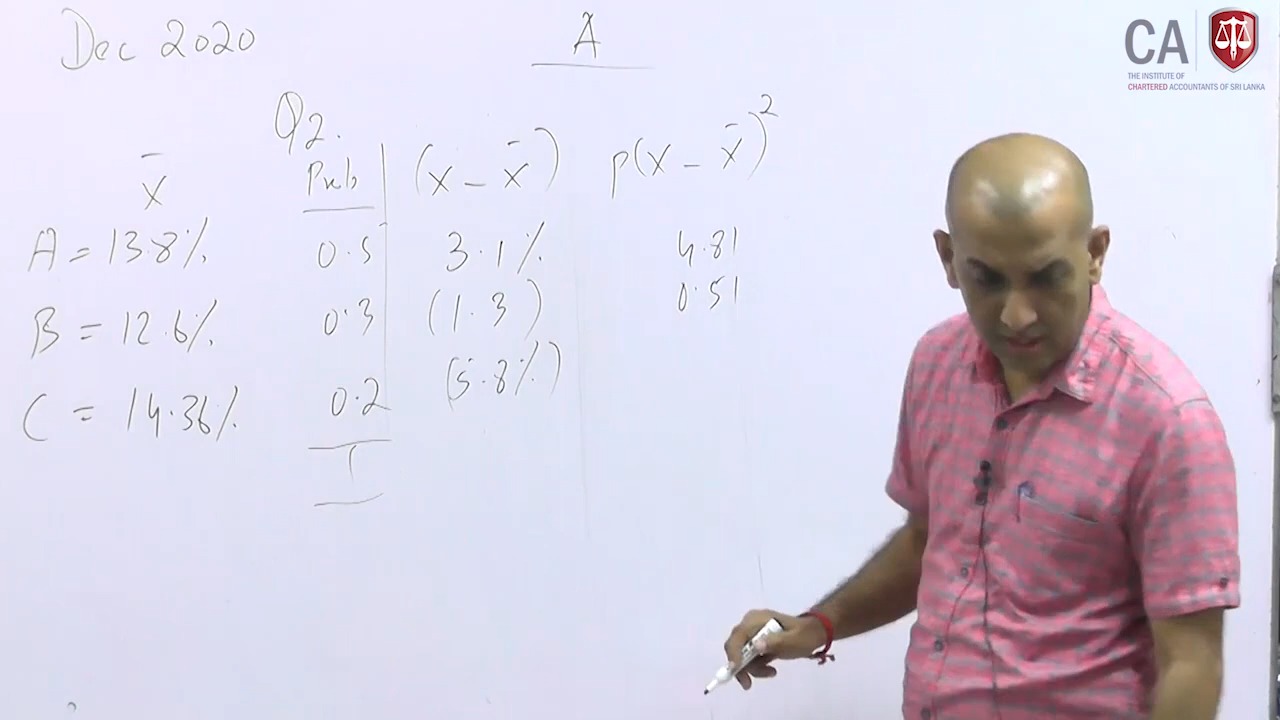 Dec 2020
A
CA
THE INSTITUTE OF
CHARTERED ACCOUNTANTS OF SRI LANKA
Q2.
x̄ Prob (x - x̄) p(x - x̄)²
A = 13.8% 0.5 3.1% 4.81
B = 12.6% 0.3 (1.3) 0.51
C = 14.36% 0.2 (5.8%)
1